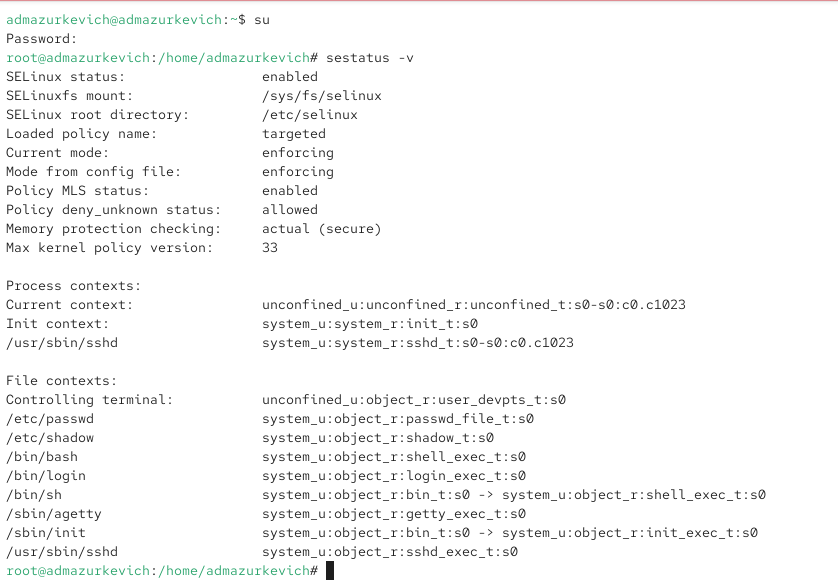 admazurkevich@admazurkevich:~$ su
Password:
root@admazurkevich:/home/admazurkevich# sestatus -v
SELinux status:                 enabled
SELinuxfs mount:                /sys/fs/selinux
SELinux root directory:         /etc/selinux
Loaded policy name:             targeted
Current mode:                   enforcing
Mode from config file:          enforcing
Policy MLS status:              enabled
Policy deny_unknown status:     allowed
Memory protection checking:     actual (secure)
Max kernel policy version:      33

Process contexts:
Current context:                unconfined_u:unconfined_r:unconfined_t:s0-s0:c0.c1023
Init context:                   system_u:system_r:init_t:s0
/usr/sbin/sshd                  system_u:system_r:sshd_t:s0-s0:c0.c1023

File contexts:
Controlling terminal:           unconfined_u:object_r:user_devpts_t:s0
/etc/passwd                     system_u:object_r:passwd_file_t:s0
/etc/shadow                     system_u:object_r:shadow_t:s0
/bin/bash                       system_u:object_r:shell_exec_t:s0
/bin/login                      system_u:object_r:login_exec_t:s0
/bin/sh                         system_u:object_r:bin_t:s0 -> system_u:object_r:shell_exec_t:s0
/sbin/agetty                    system_u:object_r:getty_exec_t:s0
/sbin/init                      system_u:object_r:bin_t:s0 -> system_u:object_r:init_exec_t:s0
/usr/sbin/sshd                  system_u:object_r:sshd_exec_t:s0
root@admazurkevich:/home/admazurkevich#